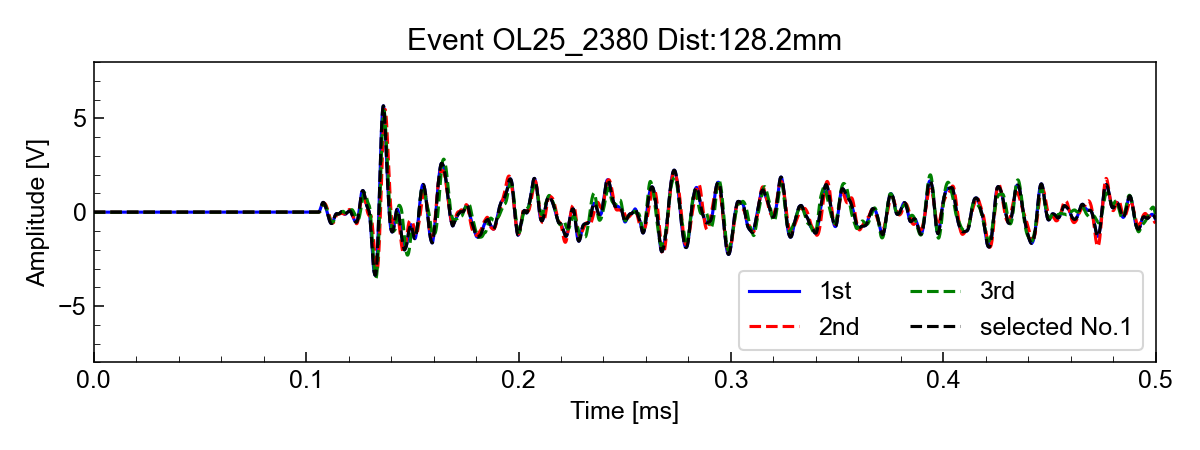 Event OL25_2380 Dist:128.2mm
Amplitude [V]
5
0
−5
1st
2nd
3rd
selected No.1
0.0 0.1 0.2 0.3 0.4 0.5
Time [ms]